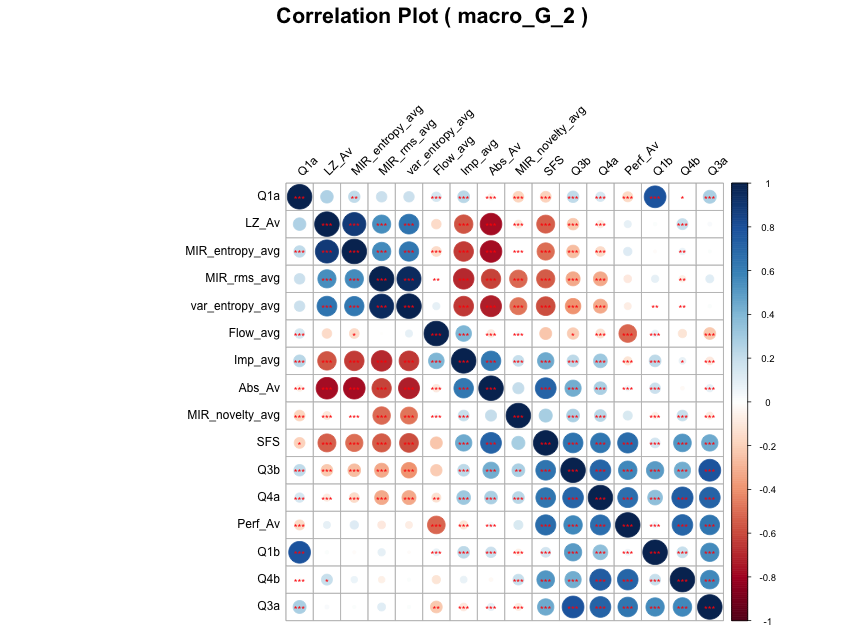 Correlation Plot ( macro_G_2 )
Q1a
LZ_Av
MIR_entropy_avg
MIR_rms_avg
var_entropy_avg
Flow_avg
Imp_avg
Abs_Av
MIR_novelty_avg
SFS
Q3b
Q4a
Perf_Av
Q1b
Q4b
Q3a
Q1a
LZ_Av
MIR_entropy_avg
MIR_rms_avg
var_entropy_avg
Flow_avg
Imp_avg
Abs_Av
MIR_novelty_avg
SFS
Q3b
Q4a
Perf_Av
Q1b
Q4b
Q3a
1
0.8
0.6
0.4
0.2
0
-0.2
-0.4
-0.6
-0.8
-1